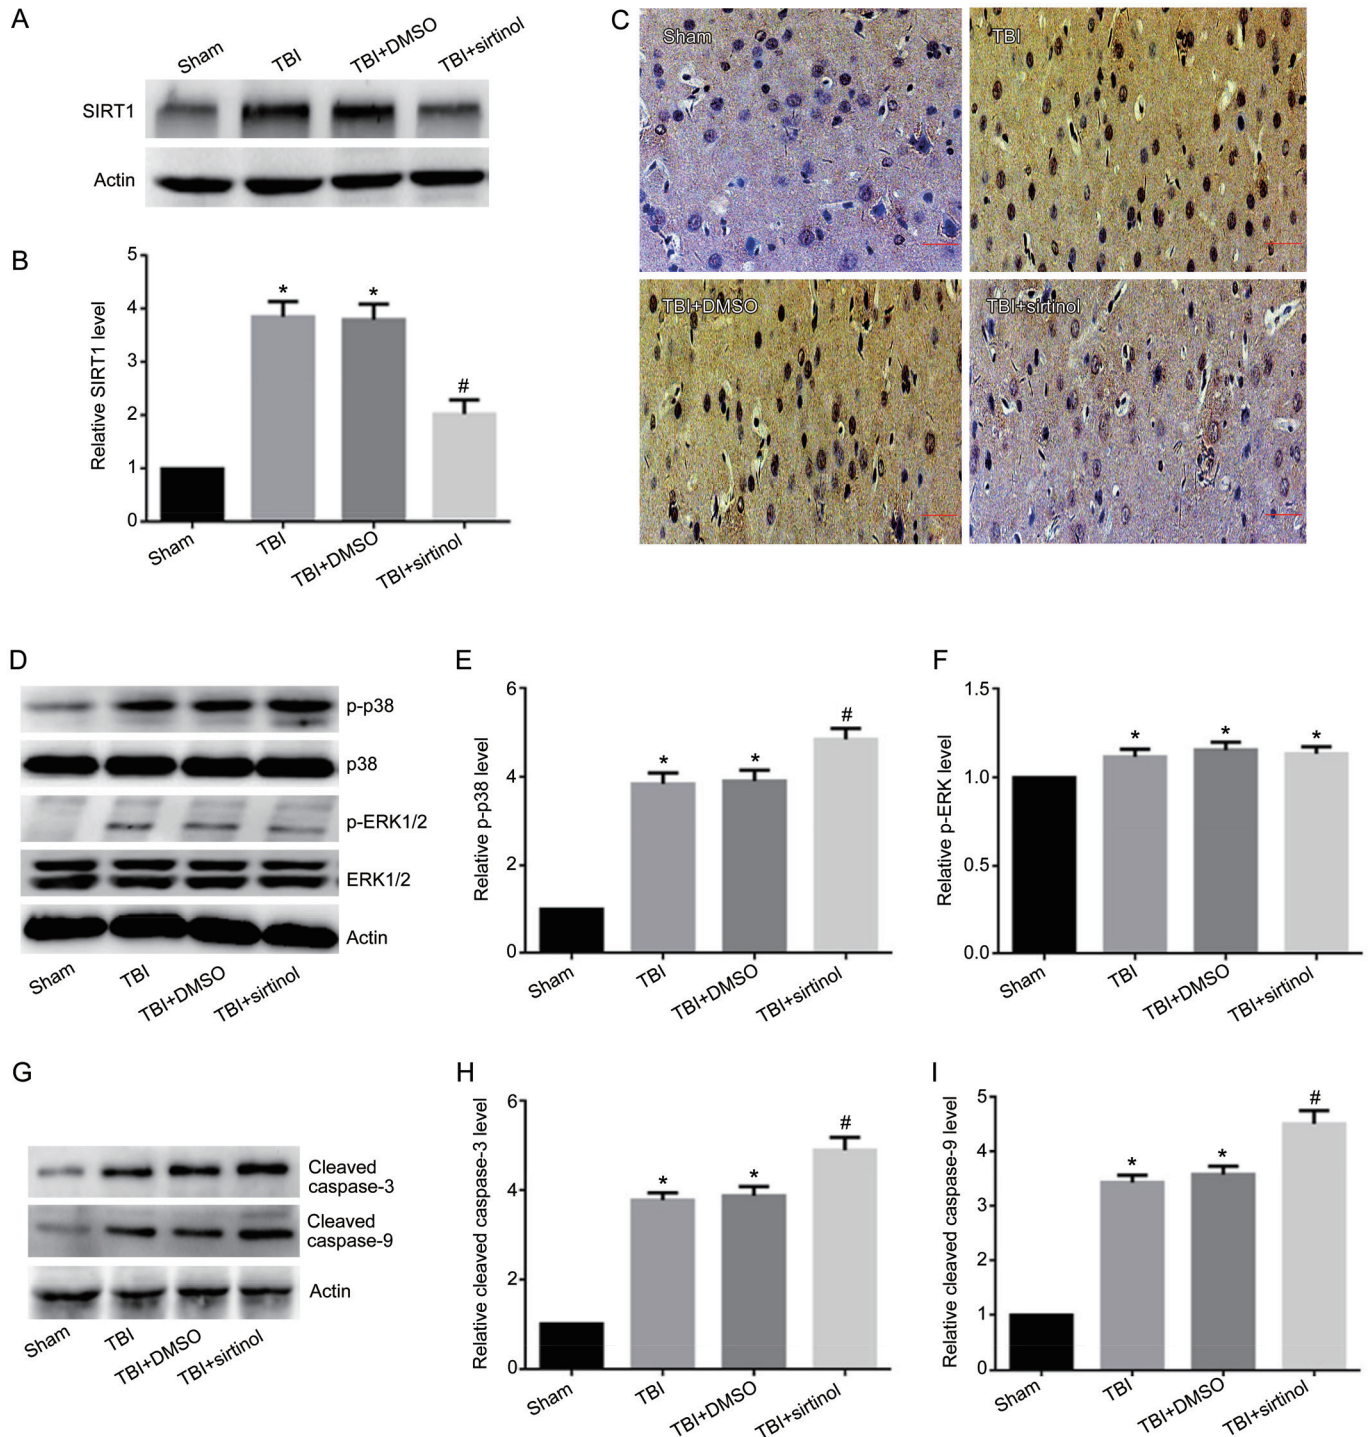 A
Sham
TBI
TBI+DMSO
TBI+sirtinol
SIRT1
Actin
B
Relative SIRT1 level
5
4
3
2
1
0
*
*
#
Sham
TBI
TBI+DMSO
TBI+sirtinol
C
Sham
TBI
TBI+DMSO
TBI+sirtinol
D
p-p38
p38
p-ERK1/2
ERK1/2
Actin
Sham
TBI
TBI+DMSO
TBI+sirtinol
E
Relative p-p38 level
6
4
2
0
*
*
#
Sham
TBI
TBI+DMSO
TBI+sirtinol
F
Relative p-ERK level
1.5
1.0
0.5
0.0
*
*
*
Sham
TBI
TBI+DMSO
TBI+sirtinol
G
Cleaved
caspase-3
Cleaved
caspase-9
Actin
Sham
TBI
TBI+DMSO
TBI+sirtinol
H
Relative cleaved caspase-3 level
6
4
2
0
*
*
#
Sham
TBI
TBI+DMSO
TBI+sirtinol
I
Relative cleaved caspase-9 level
5
4
3
2
1
0
*
*
#
Sham
TBI
TBI+DMSO
TBI+sirtinol